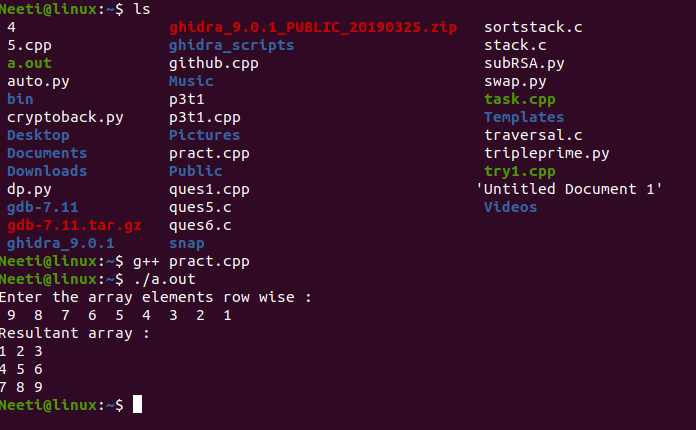 Neeti@linux:~$ ls
4 ghidra_9.0.1_PUBLIC_20190325.zip sortstack.c
5.cpp ghidra_scripts stack.c
a.out github.cpp subRSA.py
auto.py Music swap.py
bin p3t1 task.cpp
cryptoback.py p3t1.cpp Templates
Desktop Pictures traversal.c
Documents pract.cpp tripleprime.py
Downloads Public try1.cpp
dp.py ques1.cpp 'Untitled Document 1'
gdb-7.11 ques5.c Videos
gdb-7.11.tar.gz ques6.c
ghidra_9.0.1 snap
Neeti@linux:~$ g++ pract.cpp
Neeti@linux:~$ ./a.out
Enter the array elements row wise :
9 8 7 6 5 4 3 2 1
Resultant array :
1 2 3
4 5 6
7 8 9
Neeti@linux:~$